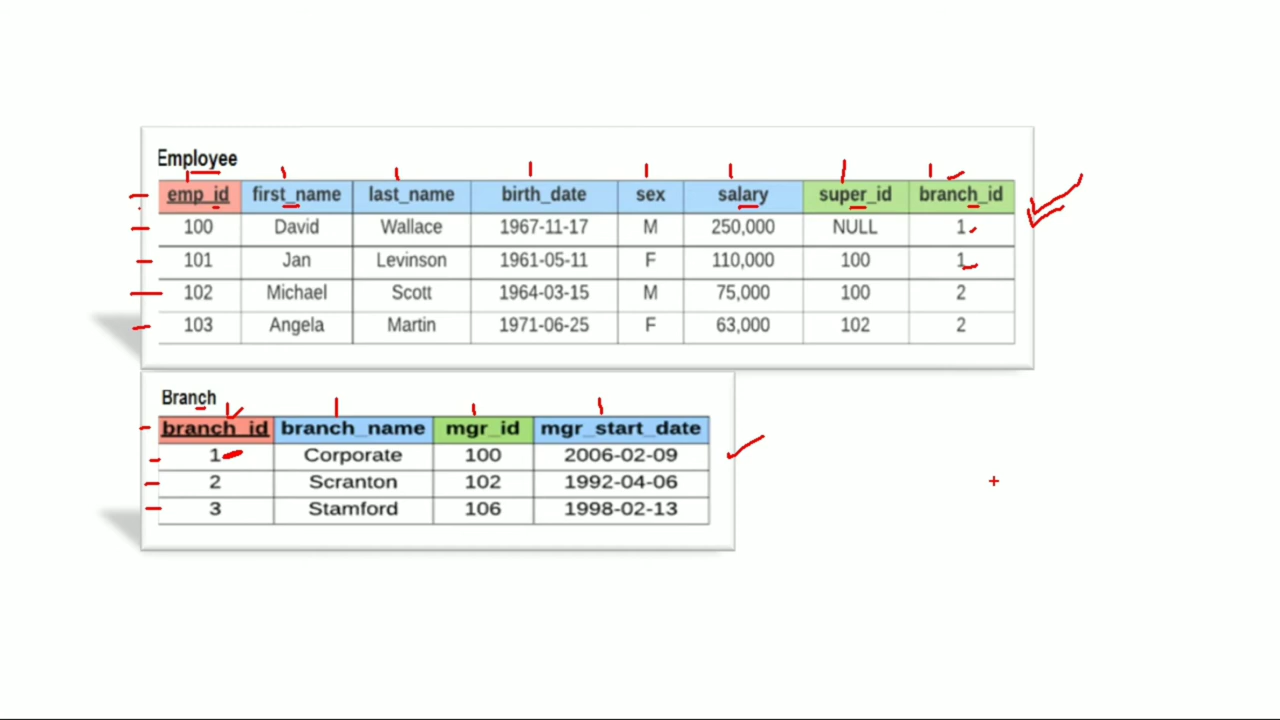 Employee
emp_id first_name last_name birth_date sex salary super_id branch_id
100 David Wallace 1967-11-17 M 250,000 NULL 1
101 Jan Levinson 1961-05-11 F 110,000 100 1
102 Michael Scott 1964-03-15 M 75,000 100 2
103 Angela Martin 1971-06-25 F 63,000 102 2
Branch
branch_id branch_name mgr_id mgr_start_date
1 Corporate 100 2006-02-09
2 Scranton 102 1992-04-06
3 Stamford 106 1998-02-13